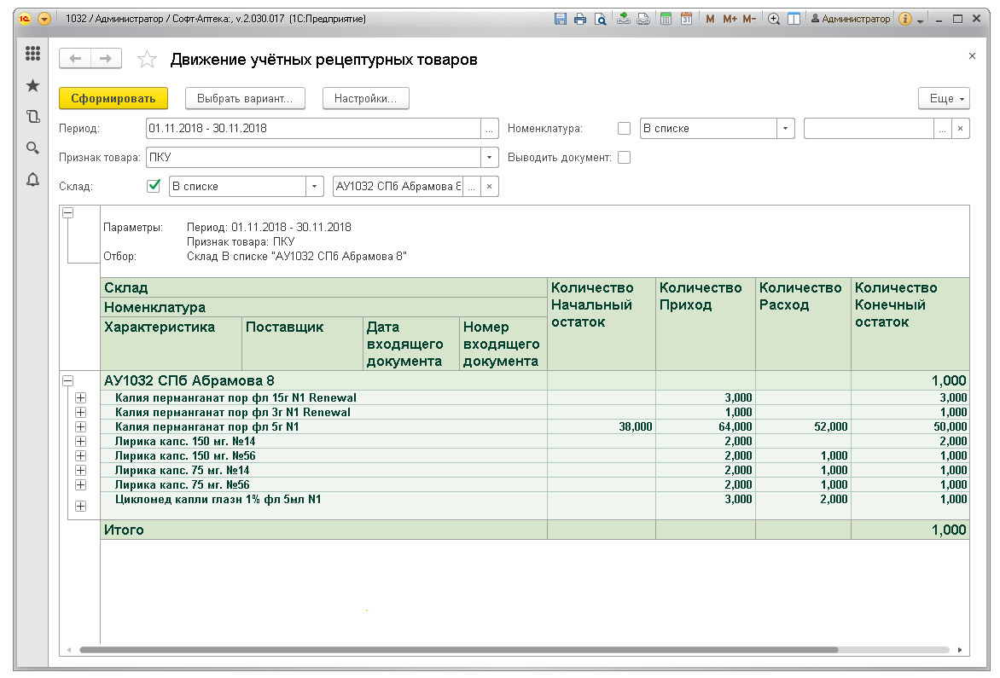 1032 / Администратор / Софт-Аптека:, v.2.030.017 (1С:Предприятие)
M M+ M- Администратор
Движение учётных рецептурных товаров
Сформировать Выбрать вариант... Настройки... Еще
Период: 01.11.2018 - 30.11.2018 ... Номенклатура: В списке ... ×
Признак товара: ПКУ Выводить документ:
Склад: В списке АУ1032 СПб Абрамова 8 ... ×
Параметры: Период: 01.11.2018 - 30.11.2018
Признак товара: ПКУ
Отбор: Склад В списке "АУ1032 СПб Абрамова 8"
Склад
Номенклатура
Характеристика Поставщик Дата входящего документа Номер входящего документа
Количество Начальный остаток
Количество Приход
Количество Расход
Количество Конечный остаток
АУ1032 СПб Абрамова 8 1,000
Калия перманганат пор фл 15г N1 Renewal 3,000 3,000
Калия перманганат пор фл 3г N1 Renewal 1,000 1,000
Калия перманганат пор фл 5г N1 38,000 64,000 52,000 50,000
Лирика капс. 150 мг. №14 2,000 2,000
Лирика капс. 150 мг. №56 2,000 1,000 1,000
Лирика капс. 75 мг. №14 2,000 1,000 1,000
Лирика капс. 75 мг. №56 2,000 1,000 1,000
Цикломед капли глазн 1% фл 5мл N1 3,000 2,000 1,000
Итого 1,000